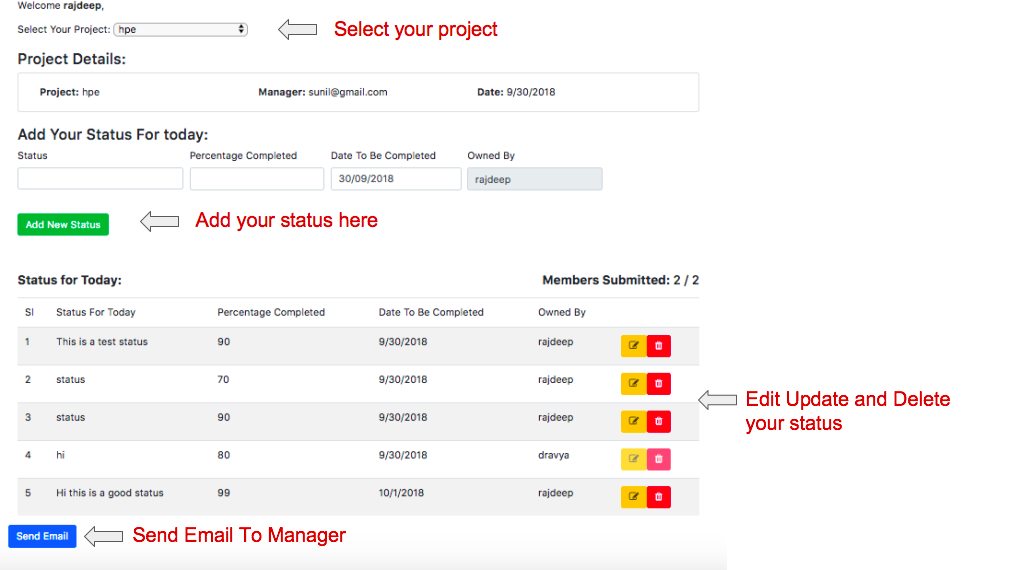 Welcome rajdeep,
Select Your Project: hpe
Select your project
Project Details:
Project: hpe Manager: sunil@gmail.com Date: 9/30/2018
Add Your Status For today:
Status Percentage Completed Date To Be Completed Owned By
30/09/2018 rajdeep
Add New Status
Add your status here
Status for Today: Members Submitted: 2 / 2
Sl Status For Today Percentage Completed Date To Be Completed Owned By
1 This is a test status 90 9/30/2018 rajdeep
2 status 70 9/30/2018 rajdeep
3 status 90 9/30/2018 rajdeep
Edit Update and Delete
your status
4 hi 80 9/30/2018 dravya
5 Hi this is a good status 99 10/1/2018 rajdeep
Send Email
Send Email To Manager